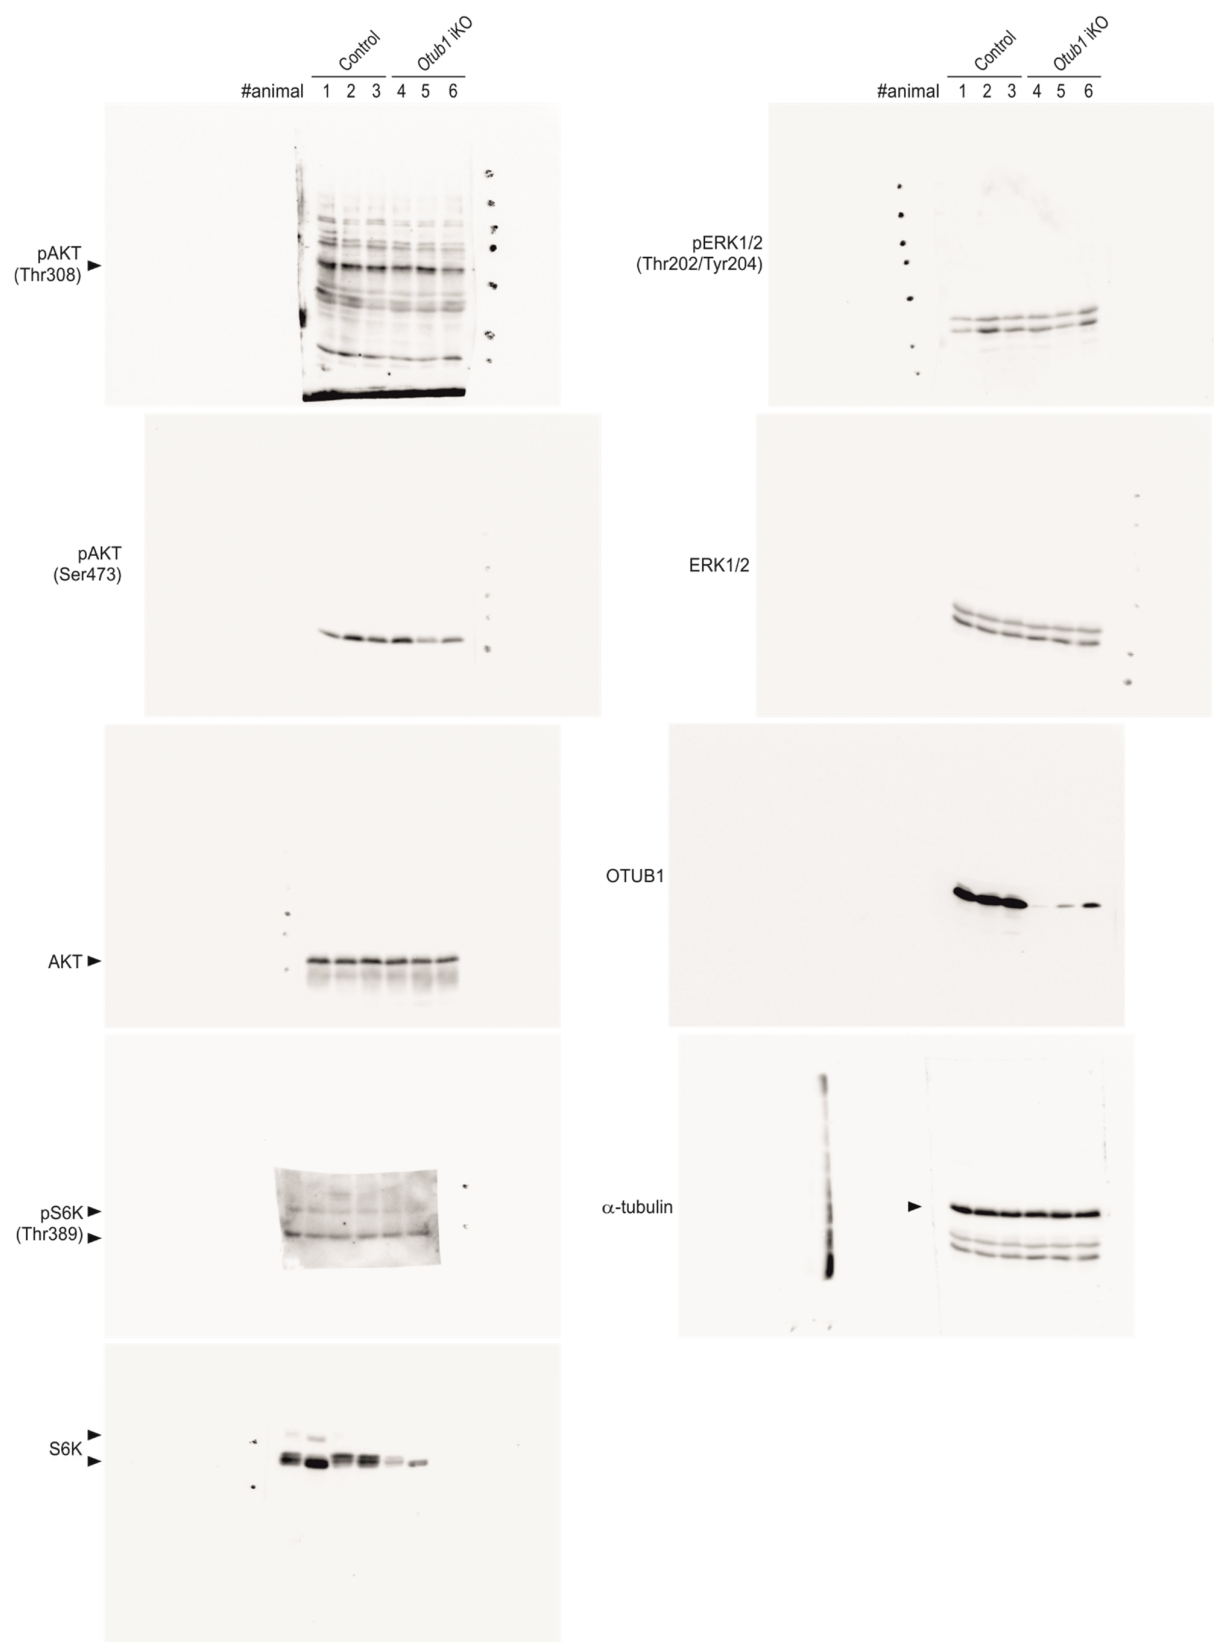 Control
Otub1 iKO
#animal 1 2 3 4 5 6
pAKT
(Thr308)
pAKT
(Ser473)
AKT
pS6K
(Thr389)
S6K
Control
Otub1 iKO
#animal 1 2 3 4 5 6
pERK1/2
(Thr202/Tyr204)
ERK1/2
OTUB1
α-tubulin